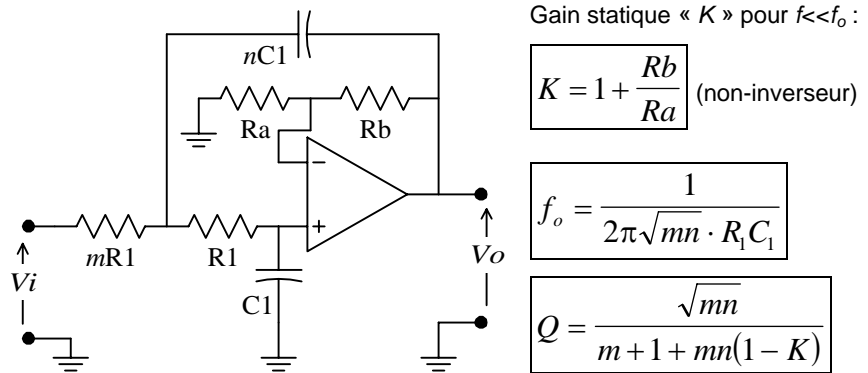 Gain statique « K » pour f<<fₒ :
K = 1 + Rb/Ra (non-inverseur)
fₒ = 1/(2π√mn · R₁C₁)
Q = √mn/(m + 1 + mn(1 − K))
nC1
Ra
Rb
−
+
mR1
R1
C1
Vi
Vo